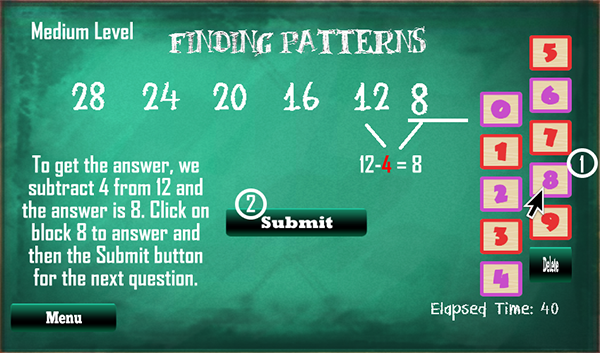 Medium Level
FINDING PATTERNS
28 24 20 16 12 8
12-4 = 8
To get the answer, we
subtract 4 from 12 and
the answer is 8. Click on
block 8 to answer and
then the Submit button
for the next question.
2
Submit
0
1
2
3
4
5
6
7
8
9
1
Delete
Elapsed Time: 40
Menu